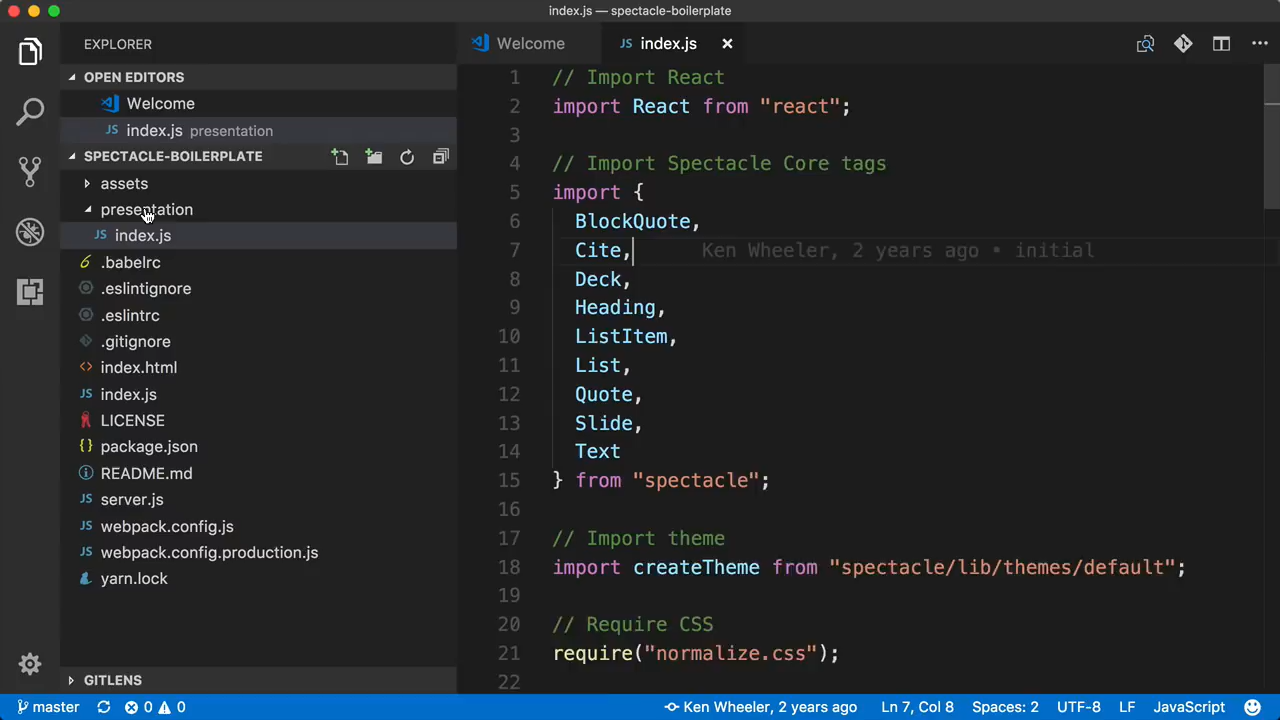 index.js — spectacle-boilerplate
EXPLORER
OPEN EDITORS
Welcome
index.js presentation
SPECTACLE-BOILERPLATE
assets
presentation
JS index.js
.babelrc
.eslintignore
.eslintrc
.gitignore
<> index.html
JS index.js
LICENSE
{} package.json
README.md
JS server.js
JS webpack.config.js
JS webpack.config.production.js
yarn.lock
GITLENS
Welcome
JS index.js
1 // Import React
2 import React from "react";
3
4 // Import Spectacle Core tags
5 import {
6 BlockQuote,
7 Cite, Ken Wheeler, 2 years ago • initial
8 Deck,
9 Heading,
10 ListItem,
11 List,
12 Quote,
13 Slide,
14 Text
15 } from "spectacle";
16
17 // Import theme
18 import createTheme from "spectacle/lib/themes/default";
19
20 // Require CSS
21 require("normalize.css");
22
master 0 0 Ken Wheeler, 2 years ago Ln 7, Col 8 Spaces: 2 UTF-8 LF JavaScript